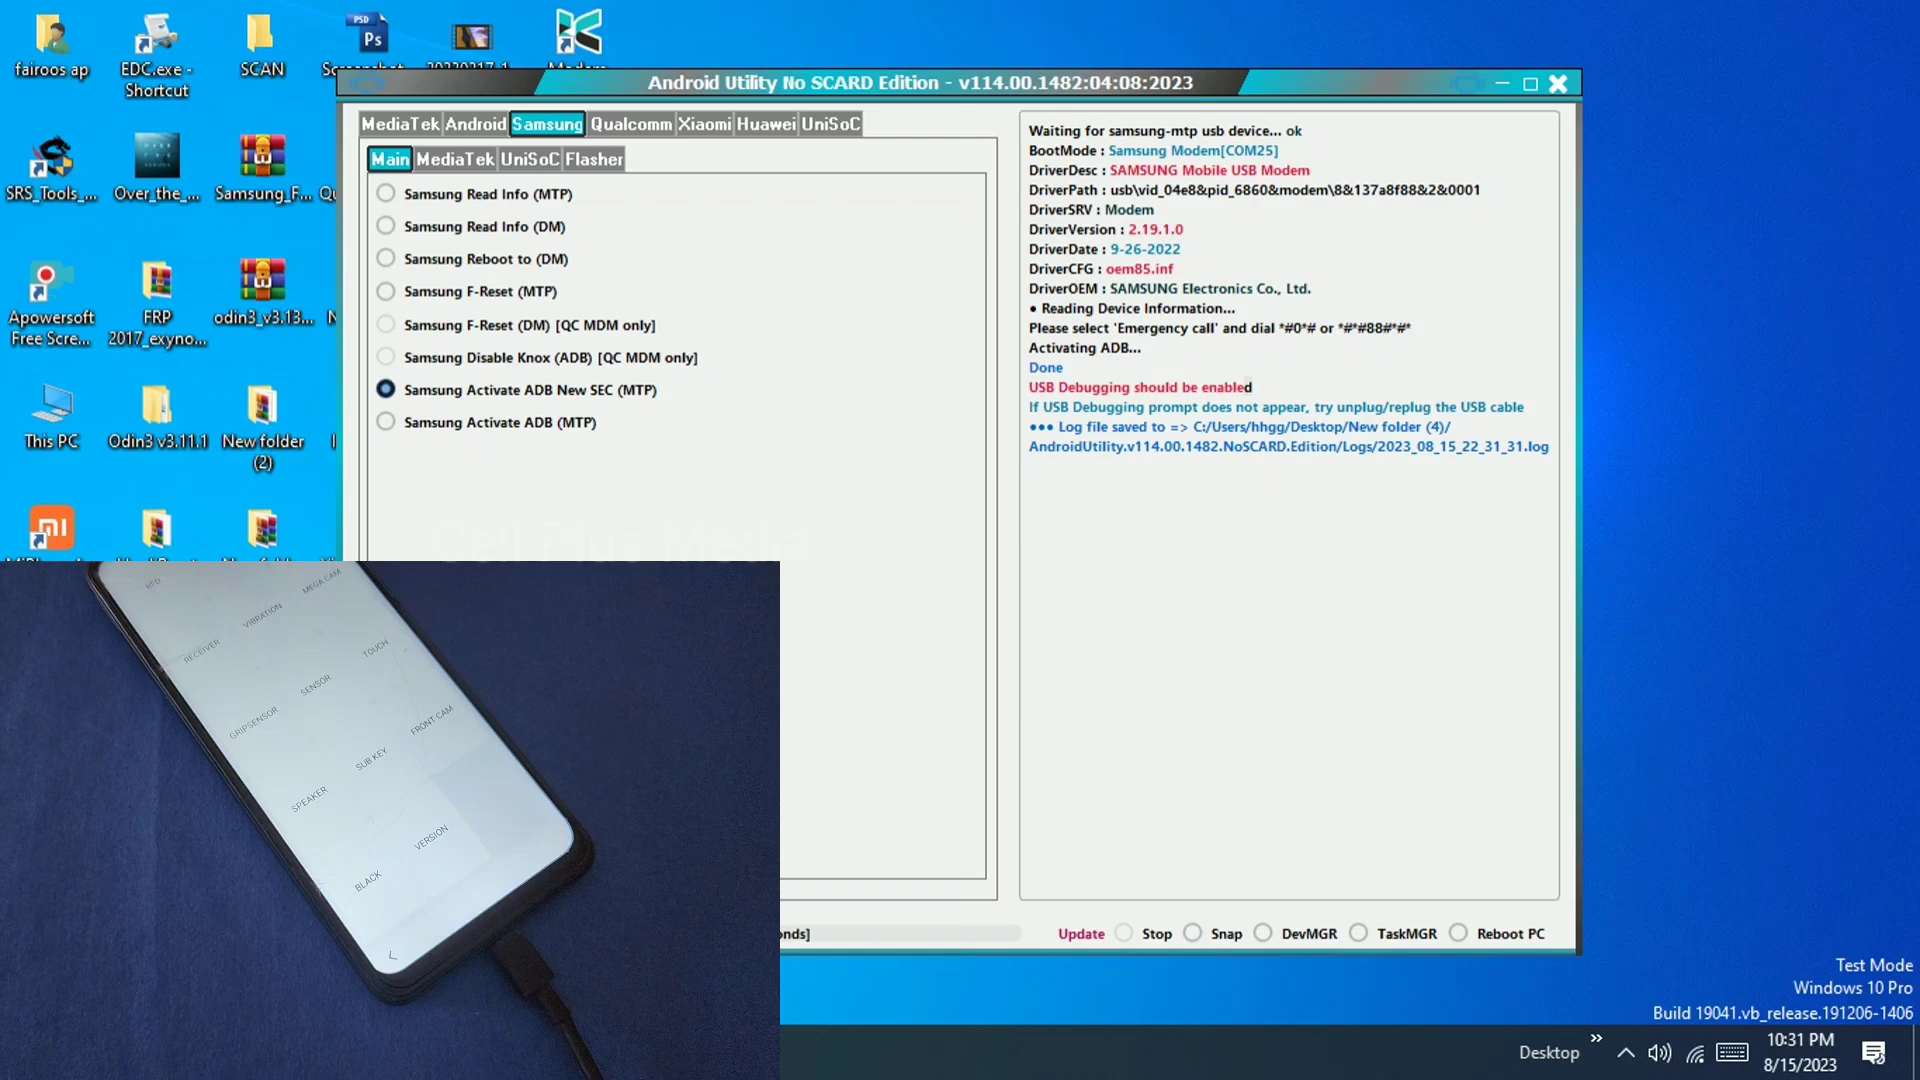 fairoos ap
EDC.exe -
Shortcut
SCAN
PSD
Ps
SRS_Tools_...
Over_the_...
Samsung_F...
Apowersoft
Free Scre...
FRP
2017_exyno...
odin3_v3.13...
This PC
Odin3 v3.11.1
New folder
(2)
Android Utility No SCARD Edition - v114.00.1482:04:08:2023
MediaTek Android Samsung Qualcomm Xiaomi Huawei UniSoC
Main MediaTek UniSoC Flasher
Samsung Read Info (MTP)
Samsung Read Info (DM)
Samsung Reboot to (DM)
Samsung F-Reset (MTP)
Samsung F-Reset (DM) [QC MDM only]
Samsung Disable Knox (ADB) [QC MDM only]
Samsung Activate ADB New SEC (MTP)
Samsung Activate ADB (MTP)
Cell Plus Media
Waiting for samsung-mtp usb device... ok
BootMode : Samsung Modem[COM25]
DriverDesc : SAMSUNG Mobile USB Modem
DriverPath : usb\vid_04e8&pid_6860&modem\8&137a8f88&2&0001
DriverSRV : Modem
DriverVersion : 2.19.1.0
DriverDate : 9-26-2022
DriverCFG : oem85.inf
DriverOEM : SAMSUNG Electronics Co., Ltd.
● Reading Device Information...
Please select 'Emergency call' and dial *#0*# or *#*#88#*#*
Activating ADB...
Done
USB Debugging should be enabled
If USB Debugging prompt does not appear, try unplug/replug the USB cable
●●● Log file saved to => C:/Users/hhgg/Desktop/New folder (4)/
AndroidUtility.v114.00.1482.NoSCARD.Edition/Logs/2023_08_15_22_31_31.log
RED
VIBRATION
MEGA CAM
RECEIVER
SENSOR
TOUCH
GRIPSENSOR
SUB KEY
FRONT CAM
SPEAKER
VERSION
BLACK
onds]
Update Stop Snap DevMGR TaskMGR Reboot PC
Test Mode
Windows 10 Pro
Build 19041.vb_release.191206-1406
Desktop
10:31 PM
8/15/2023